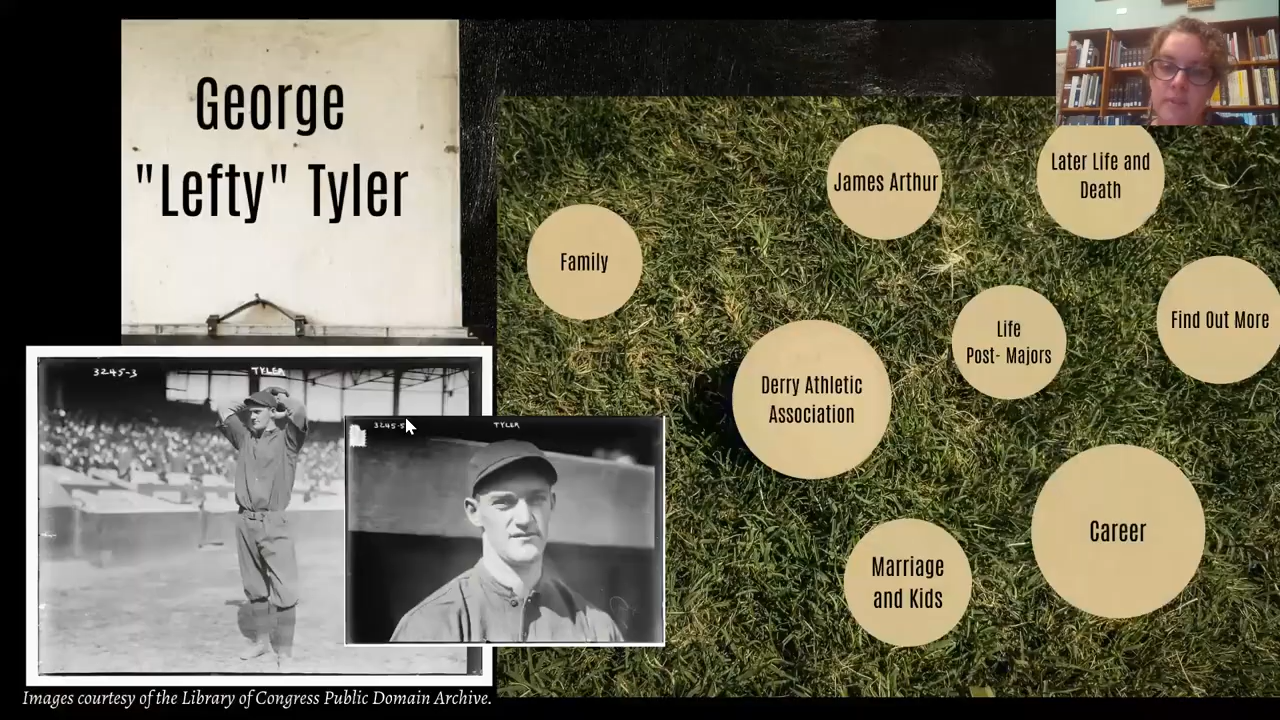 George
"Lefty" Tyler
James Arthur
Later Life and
Death
Family
Life
Post- Majors
Find Out More
Derry Athletic
Association
Career
Marriage
and Kids
3245-3
TYLER
3245-5
TYLER
Images courtesy of the Library of Congress Public Domain Archive.